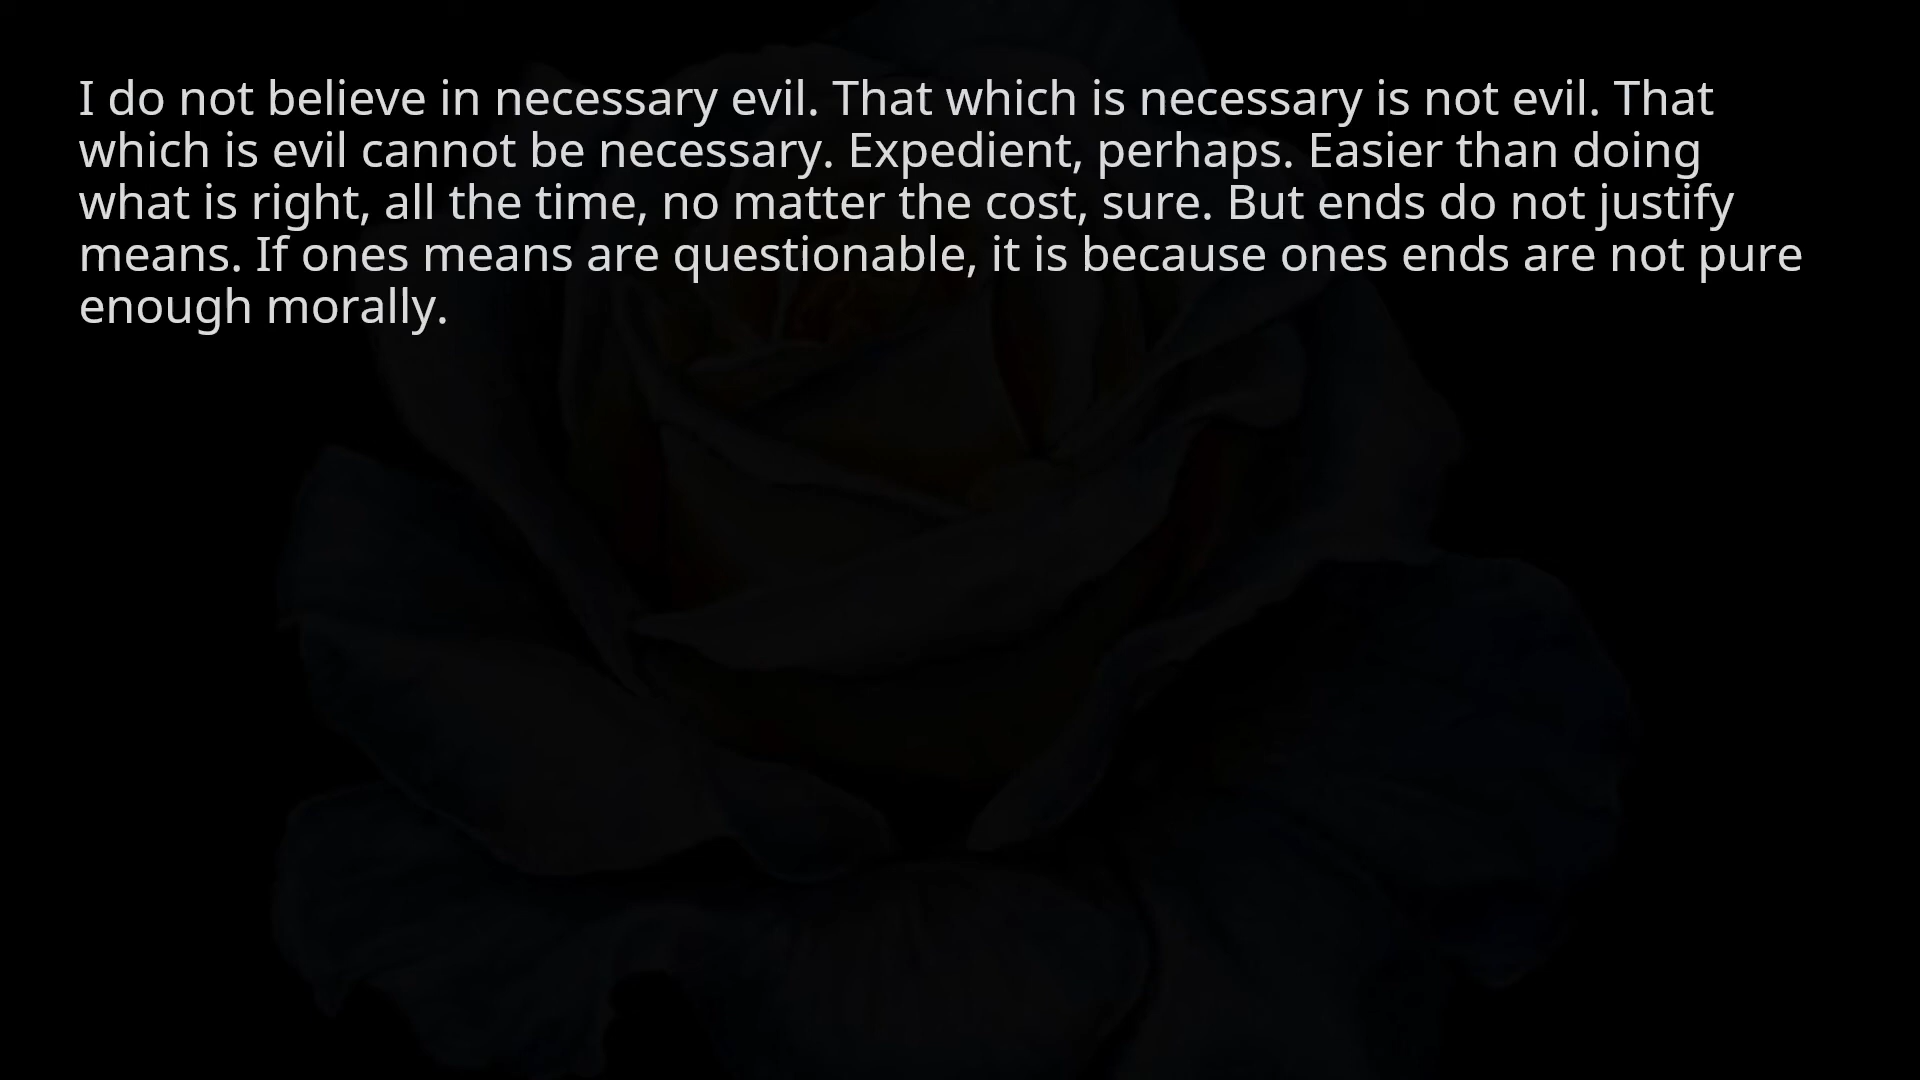 I do not believe in necessary evil. That which is necessary is not evil. That
which is evil cannot be necessary. Expedient, perhaps. Easier than doing
what is right, all the time, no matter the cost, sure. But ends do not justify
means. If ones means are questionable, it is because ones ends are not pure
enough morally.